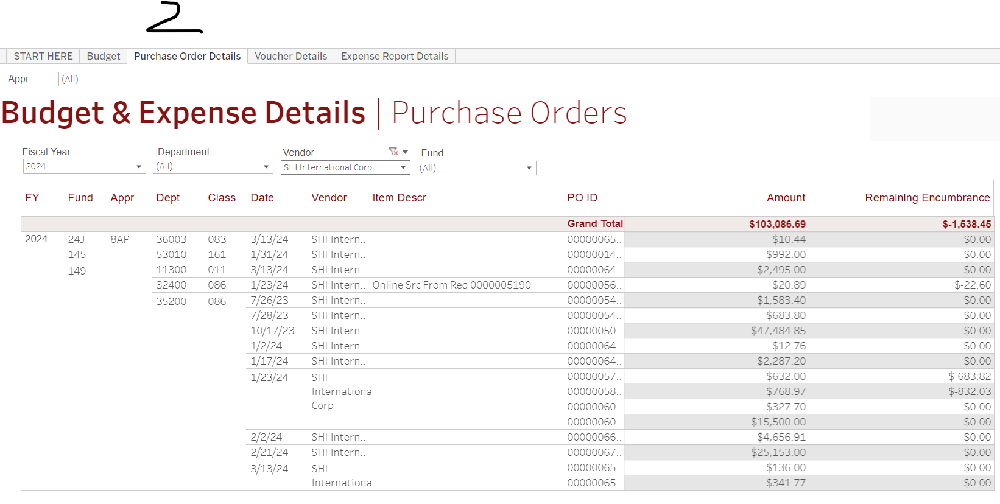 2
START HERE Budget Purchase Order Details Voucher Details Expense Report Details
Appr (All)
Budget & Expense Details | Purchase Orders
Fiscal Year Department Vendor Fund
2024 (All) SHI International Corp (All)
FY Fund Appr Dept Class Date Vendor Item Descr PO ID Amount Remaining Encumbrance
Grand Total $103,086.69 $-1,538.45
2024 24J 8AP 36003 083 3/13/24 SHI Intern.. 00000065.. $10.44 $0.00
145 53010 161 1/31/24 SHI Intern.. 00000014.. $992.00 $0.00
149 11300 011 3/13/24 SHI Intern.. 00000064.. $2,495.00 $0.00
32400 086 1/23/24 SHI Intern.. Online Src From Req 0000005190 00000056.. $20.89 $-22.60
35200 086 7/26/23 SHI Intern.. 00000054.. $1,583.40 $0.00
7/28/23 SHI Intern.. 00000054.. $683.80 $0.00
10/17/23 SHI Intern.. 00000050.. $47,484.85 $0.00
1/2/24 SHI Intern.. 00000064.. $12.76 $0.00
1/17/24 SHI Intern.. 00000064.. $2,287.20 $0.00
1/23/24 SHI 00000057.. $632.00 $-683.82
Internationa 00000058.. $768.97 $-832.03
Corp 00000060.. $327.70 $0.00
00000060.. $15,500.00 $0.00
2/2/24 SHI Intern.. 00000066.. $4,656.91 $0.00
2/21/24 SHI Intern.. 00000067.. $25,153.00 $0.00
3/13/24 SHI 00000065.. $136.00 $0.00
Internationa 00000065.. $341.77 $0.00